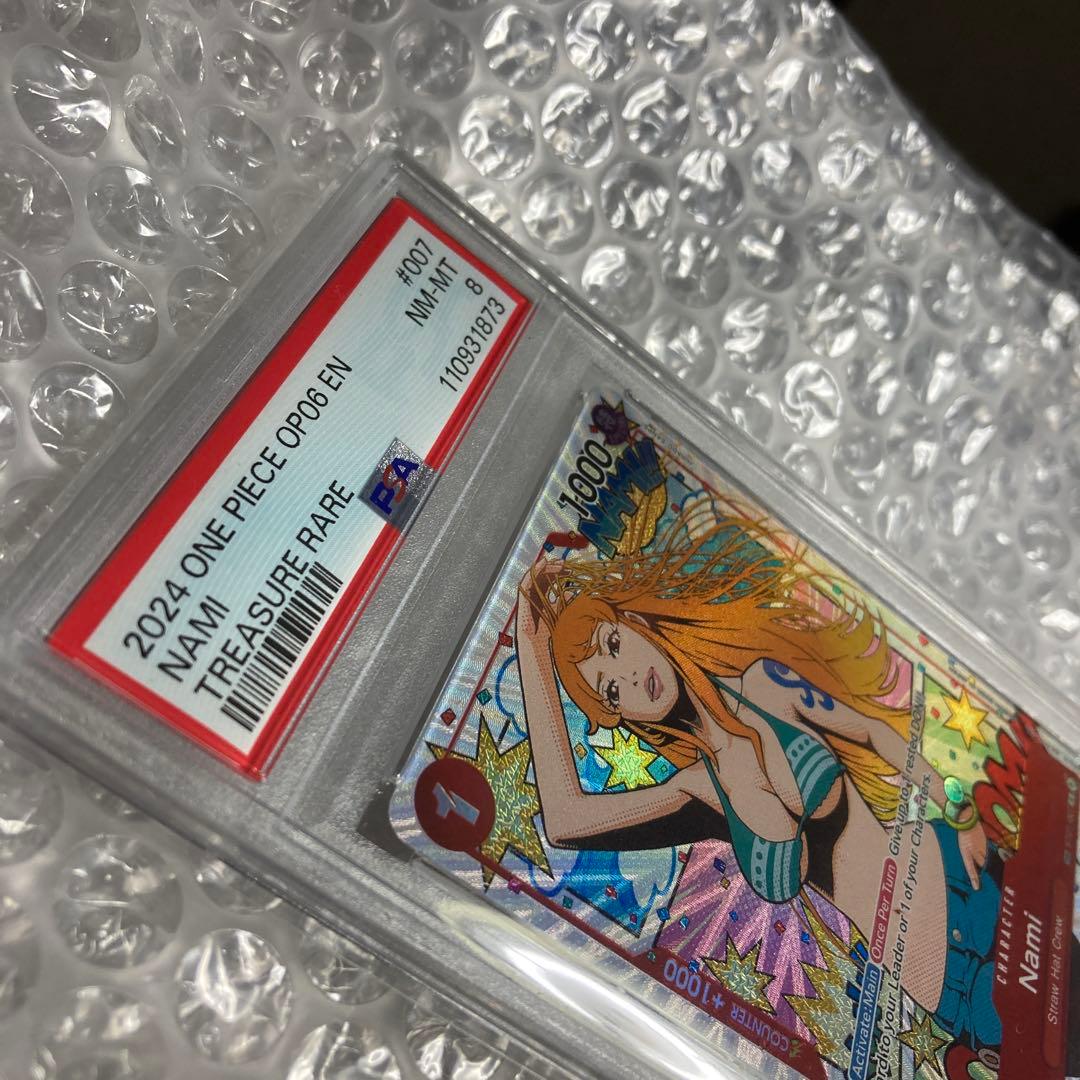 2024 ONE PIECE OP06 EN
NAMI
TREASURE RARE
#007
NM-MT
8
110931873
PSA
1000
NAMI
1
COUNTER +1000
Activate:Main Once Per Turn Give up to 1 rested DON!!
card to your Leader or 1 of your Characters.
CHARACTER
Nami
Straw Hat Crew